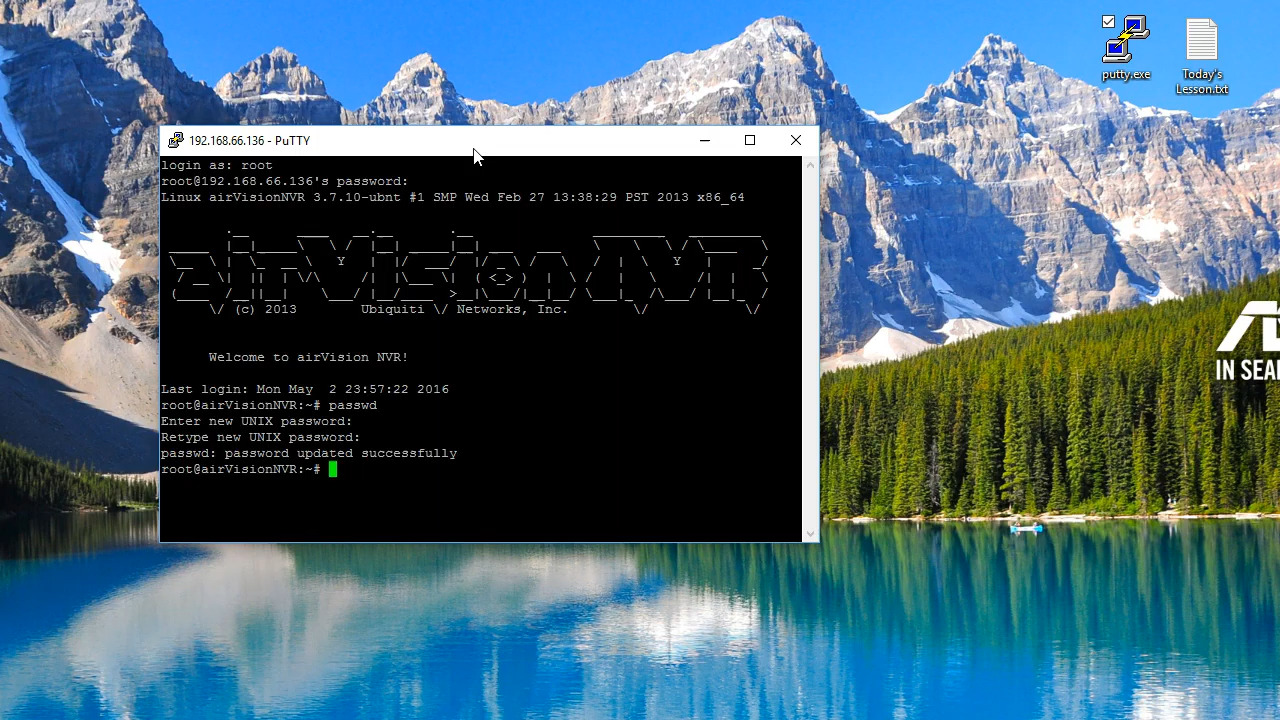 putty.exe
Today's
Lesson.txt
192.168.66.136 - PuTTY
login as: root
root@192.168.66.136's password:
Linux airVisionNVR 3.7.10-ubnt #1 SMP Wed Feb 27 13:38:29 PST 2013 x86_64
airVision NVR
(c) 2013 Ubiquiti Networks, Inc.
Welcome to airVision NVR!
Last login: Mon May  2 23:57:22 2016
root@airVisionNVR:~# passwd
Enter new UNIX password:
Retype new UNIX password:
passwd: password updated successfully
root@airVisionNVR:~#
IN